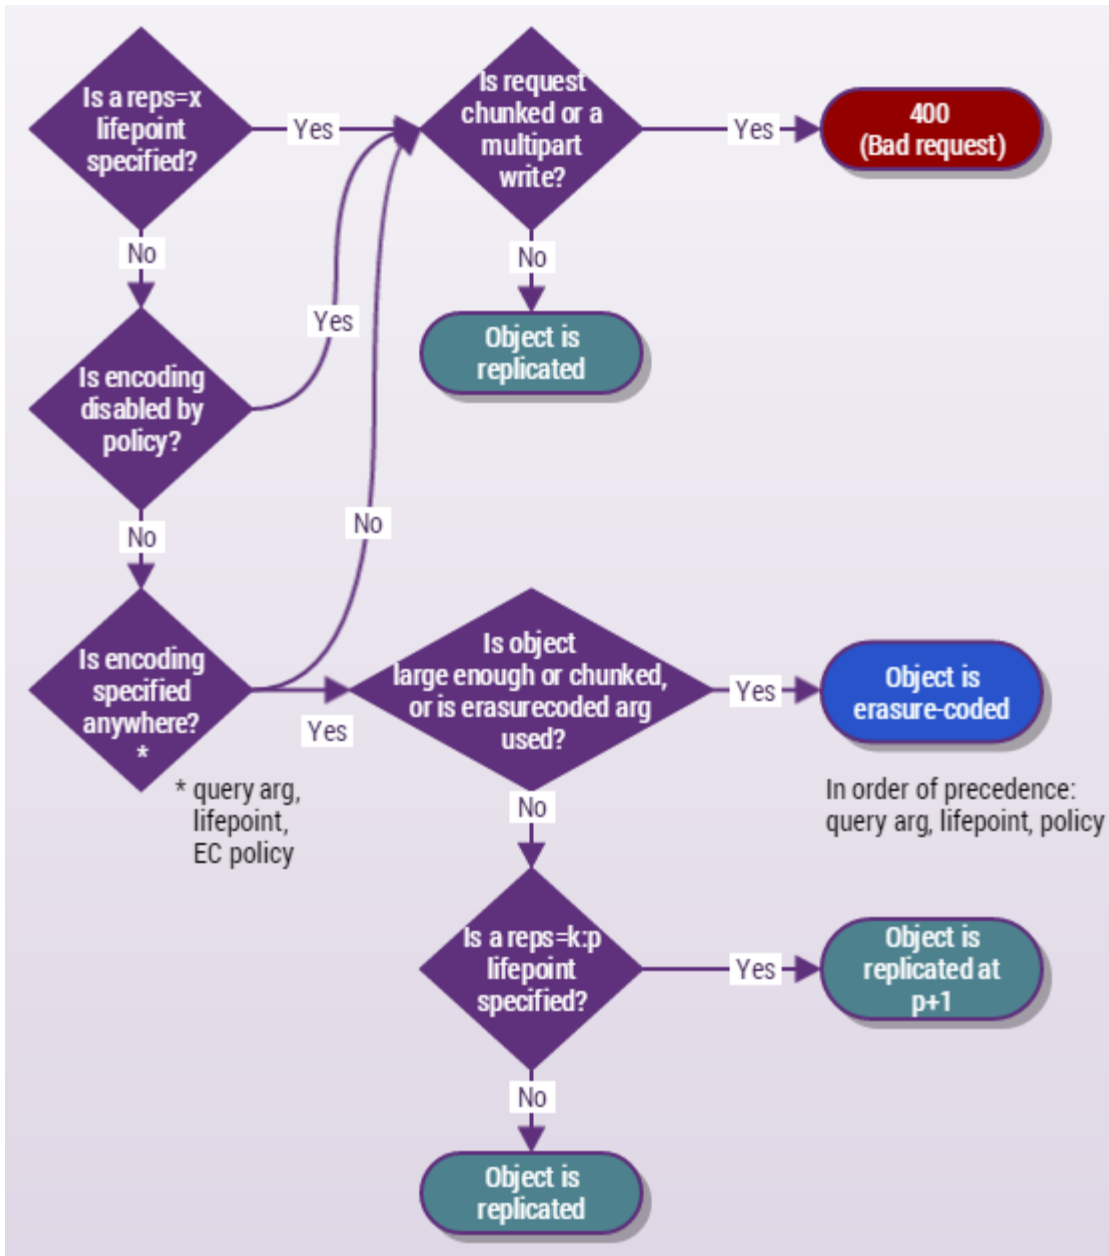 Is a reps=x
lifepoint
specified?
Yes
Is request
chunked or a
multipart
write?
Yes
400
(Bad request)
No
No
Object is
replicated
Yes
Is encoding
disabled by
policy?
No
No
Is encoding
specified
anywhere?
*
Yes
* query arg,
lifepoint,
EC policy
Is object
large enough or chunked,
or is erasurecoded arg
used?
Yes
Object is
erasure-coded
In order of precedence:
query arg, lifepoint, policy
No
Is a reps=k:p
lifepoint
specified?
Yes
Object is
replicated at
p+1
No
Object is
replicated